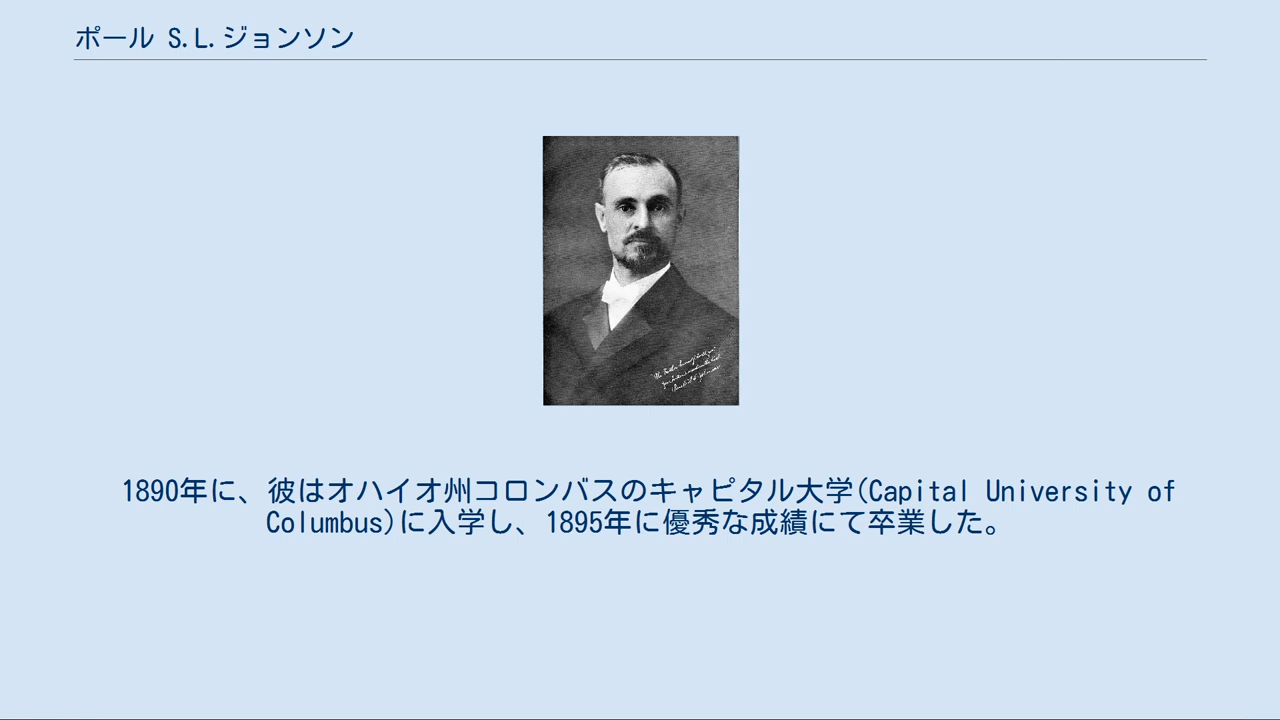 ポール S.L.ジョンソン
1890年に、彼はオハイオ州コロンバスのキャピタル大学(Capital University of
Columbus)に入学し、1895年に優秀な成績にて卒業した。